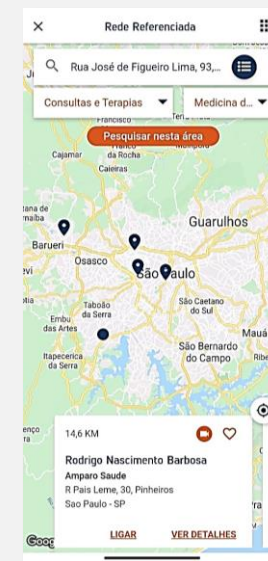 Rede Referenciada
Rua José de Figueiro Lima, 93,...
Consultas e Terapias
Medicina d...
Francisco
Pesquisar nesta área
Franco
da Rocha
Cajamar
Caieiras
Guarulhos
Barueri
Osasco
São Paulo
Taboão
da Serra
São Caetano
do Sul
Embu
das Artes
Mauá
São Bernardo
do Campo
Itapecerica
da Serra
14,6 KM
Rodrigo Nascimento Barbosa
Amparo Saude
R Pais Leme, 30, Pinheiros
Sao Paulo - SP
LIGAR
VER DETALHES
Goog